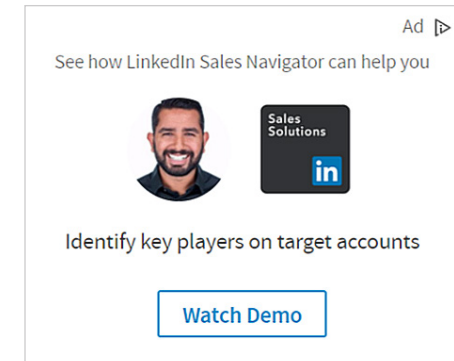 Ad
See how LinkedIn Sales Navigator can help you
Sales
Solutions
in
Identify key players on target accounts
Watch Demo